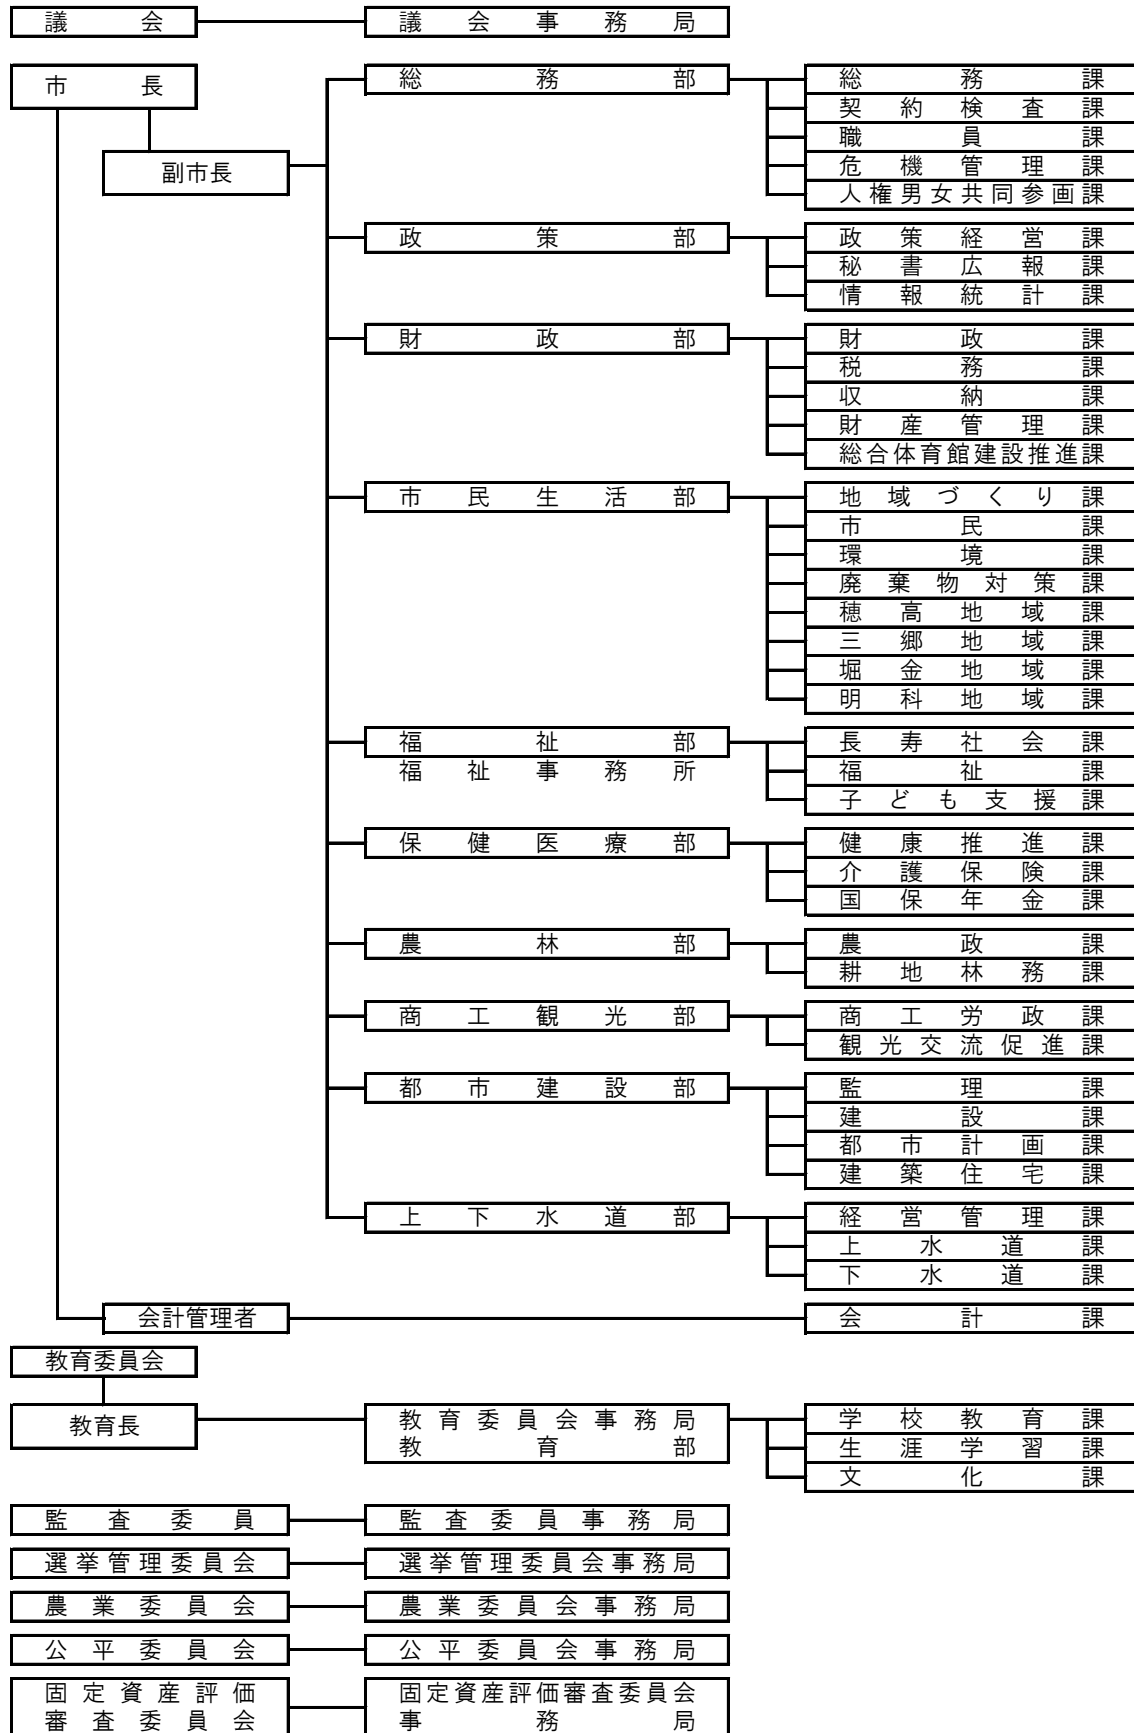 議会 議会事務局
市長 総務部 総務課
契約検査課
職員課
副市長 危機管理課
人権男女共同参画課
政策部 政策経営課
秘書広報課
情報統計課
財政部 財政課
税務課
収納課
財産管理課
総合体育館建設推進課
市民生活部 地域づくり課
市民課
環境課
廃棄物対策課
穂高地域課
三郷地域課
堀金地域課
明科地域課
福祉部 長寿社会課
福祉事務所 福祉課
子ども支援課
保健医療部 健康推進課
介護保険課
国保年金課
農林部 農政課
耕地林務課
商工観光部 商工労政課
観光交流促進課
都市建設部 監理課
建設課
都市計画課
建築住宅課
上下水道部 経営管理課
上水道課
下水道課
会計管理者 会計課
教育委員会
教育長 教育委員会事務局 学校教育課
教育部 生涯学習課
文化課
監査委員 監査委員事務局
選挙管理委員会 選挙管理委員会事務局
農業委員会 農業委員会事務局
公平委員会 公平委員会事務局
固定資産評価 固定資産評価審査委員会
審査委員会 事務局